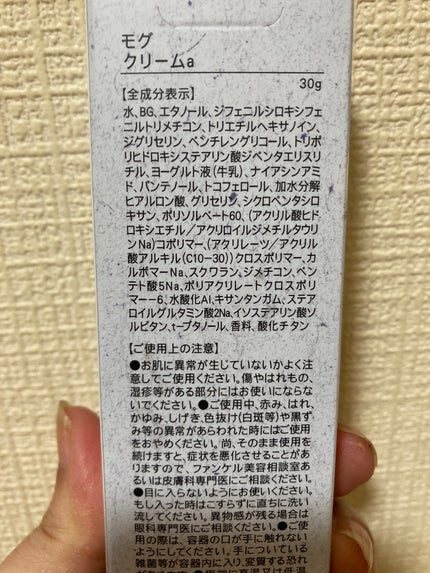 モグ
クリームa
30g
【全成分表示】
水、BG、エタノール、ジフェニルシロキシフェ
ニルトリメチコン、トリエチルヘキサノイン、
ジグリセリン、ペンチレングリコール、トリポ
リヒドロキシステアリン酸ジペンタエリスリ
チル、ヨーグルト液(牛乳)、ナイアシンアミ
ド、パンテノール、トコフェロール、加水分解
ヒアルロン酸、グリセリン、シクロペンタシロ
キサン、ポリソルベート60、(アクリル酸ヒド
ロキシエチル/アクリロイルジメチルタウリ
ンNa)コポリマー、(アクリレーツ/アクリル
酸アルキル(C10-30))クロスポリマー、カ
ルボマーNa、スクワラン、ジメチコン、ペン
テト酸5Na、ポリアクリレートクロスポリ
マー-6、水酸化Al、キサンタンガム、ステア
ロイルグルタミン酸2Na、イソステアリン酸ソ
ルビタン、t-ブタノール、香料、酸化チタン
【ご使用上の注意】
●お肌に異常が生じていないかよく注
意してご使用ください。傷やはれもの、
湿疹等がある部分にはお使いにならな
いでください。●ご使用中、赤み、はれ、
かゆみ、しげき、色抜け(白斑等)や黒ず
み等の異常があらわれた時にはご使用
をおやめください。尚、そのまま使用を
続けますと、症状を悪化させることがあ
りますので、ファンケル美容相談室あ
るいは皮膚科専門医にご相談ください。
●目に入らないようにお使いください。
もし入った時はこすらずに直ちに洗い
流してください。異物感が残る場合は
眼科専門医にご相談ください。●ご使
用の際は、容器の口が手に触れない
ようにしてください。手についている
雑菌等が容器内に入り、変質する恐れ